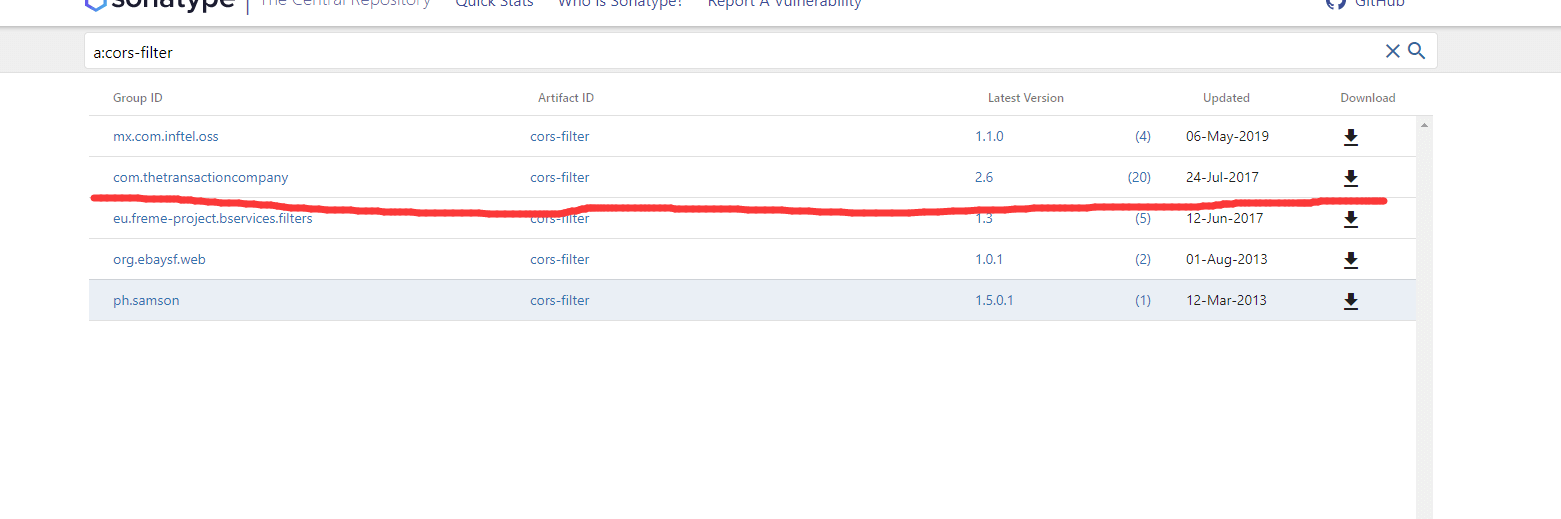 sonatype The Central Repository Quick Stats Who Is Sonatype? Report A Vulnerability GitHub
a:cors-filter
Group ID Artifact ID Latest Version Updated Download
mx.com.inftel.oss cors-filter 1.1.0 (4) 06-May-2019
com.thetransactioncompany cors-filter 2.6 (20) 24-Jul-2017
eu.freme-project.bservices.filters cors-filter 1.3 (5) 12-Jun-2017
org.ebaysf.web cors-filter 1.0.1 (2) 01-Aug-2013
ph.samson cors-filter 1.5.0.1 (1) 12-Mar-2013